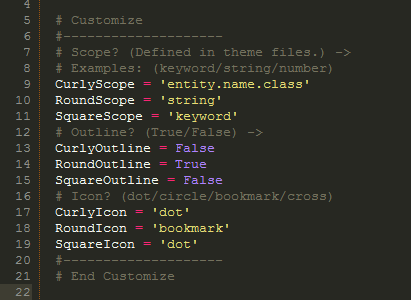 4
5 # Customize
6 #--------------------
7 # Scope? (Defined in theme files.) ->
8 # Examples: (keyword/string/number)
9 CurlyScope = 'entity.name.class'
10 RoundScope = 'string'
11 SquareScope = 'keyword'
12 # Outline? (True/False) ->
13 CurlyOutline = False
14 RoundOutline = True
15 SquareOutline = False
16 # Icon? (dot/circle/bookmark/cross)
17 CurlyIcon = 'dot'
18 RoundIcon = 'bookmark'
19 SquareIcon = 'dot'
20 #--------------------
21 # End Customize
22